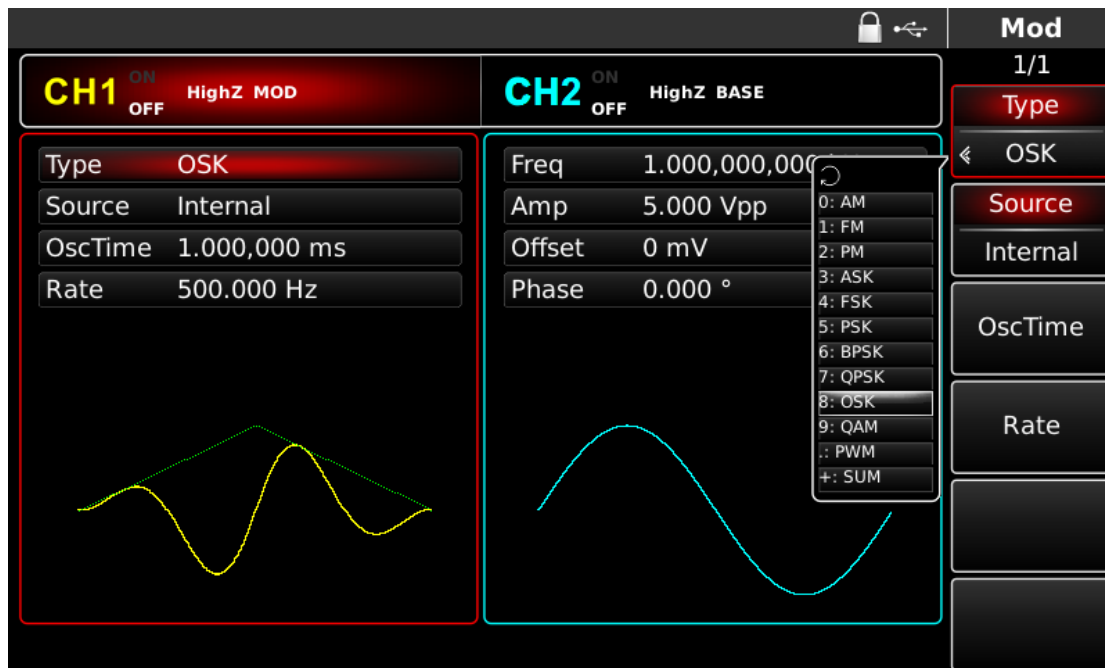 Mod
1/1
CH1 ON OFF HighZ MOD
CH2 ON OFF HighZ BASE
Type OSK
Source Internal
OscTime 1.000,000 ms
Rate 500.000 Hz
Freq 1.000,000,000
Amp 5.000 Vpp
Offset 0 mV
Phase 0.000 °
0: AM
1: FM
2: PM
3: ASK
4: FSK
5: PSK
6: BPSK
7: QPSK
8: OSK
9: QAM
.: PWM
+: SUM
Type
OSK
Source
Internal
OscTime
Rate